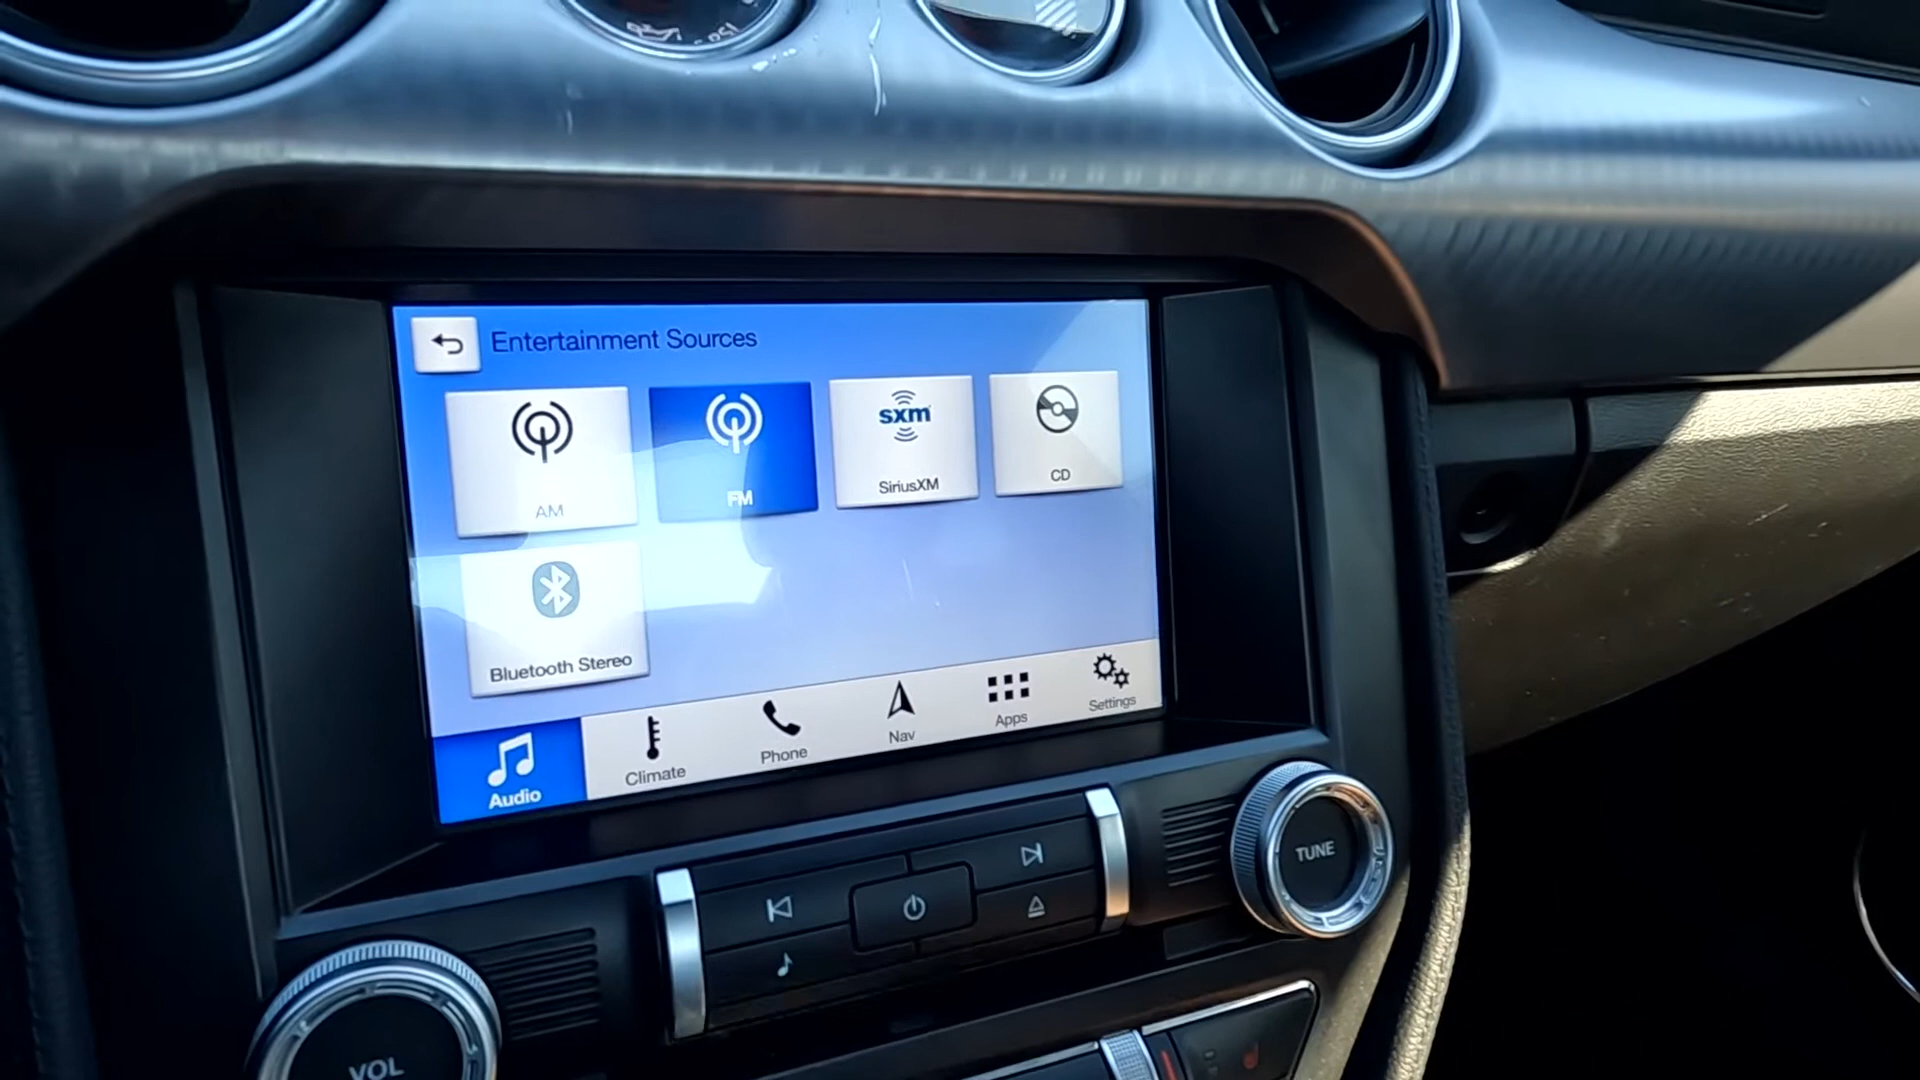 Entertainment Sources
AM
FM
sxm
SiriusXM
CD
Bluetooth Stereo
Audio
Climate
Phone
Nav
Apps
Settings
TUNE
VOL